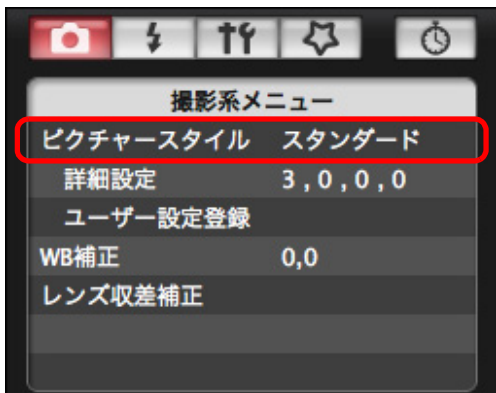 撮影系メニュー
ピクチャースタイル スタンダード
詳細設定 3 , 0 , 0 , 0
ユーザー設定登録
WB補正 0,0
レンズ収差補正